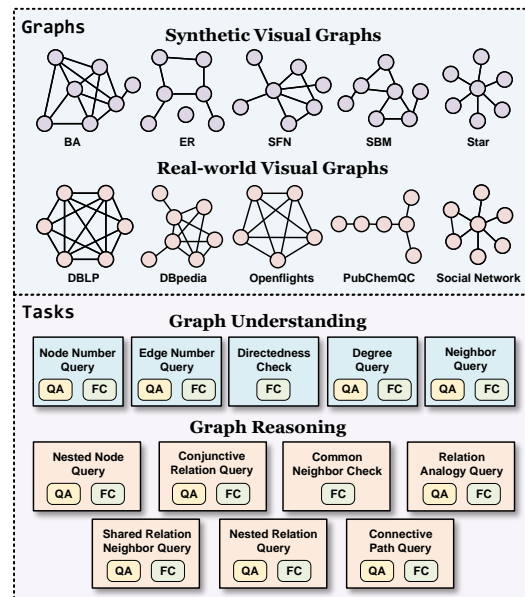 Graphs
Synthetic Visual Graphs
BA ER SFN SBM Star
Real-world Visual Graphs
DBLP DBpedia Openflights PubChemQC Social Network
Tasks
Graph Understanding
Node Number Query QA FC
Edge Number Query QA FC
Directedness Check FC
Degree Query QA FC
Neighbor Query QA FC
Graph Reasoning
Nested Node Query QA FC
Conjunctive Relation Query QA FC
Common Neighbor Check FC
Relation Analogy Query QA FC
Shared Relation Neighbor Query QA FC
Nested Relation Query QA FC
Connective Path Query QA FC